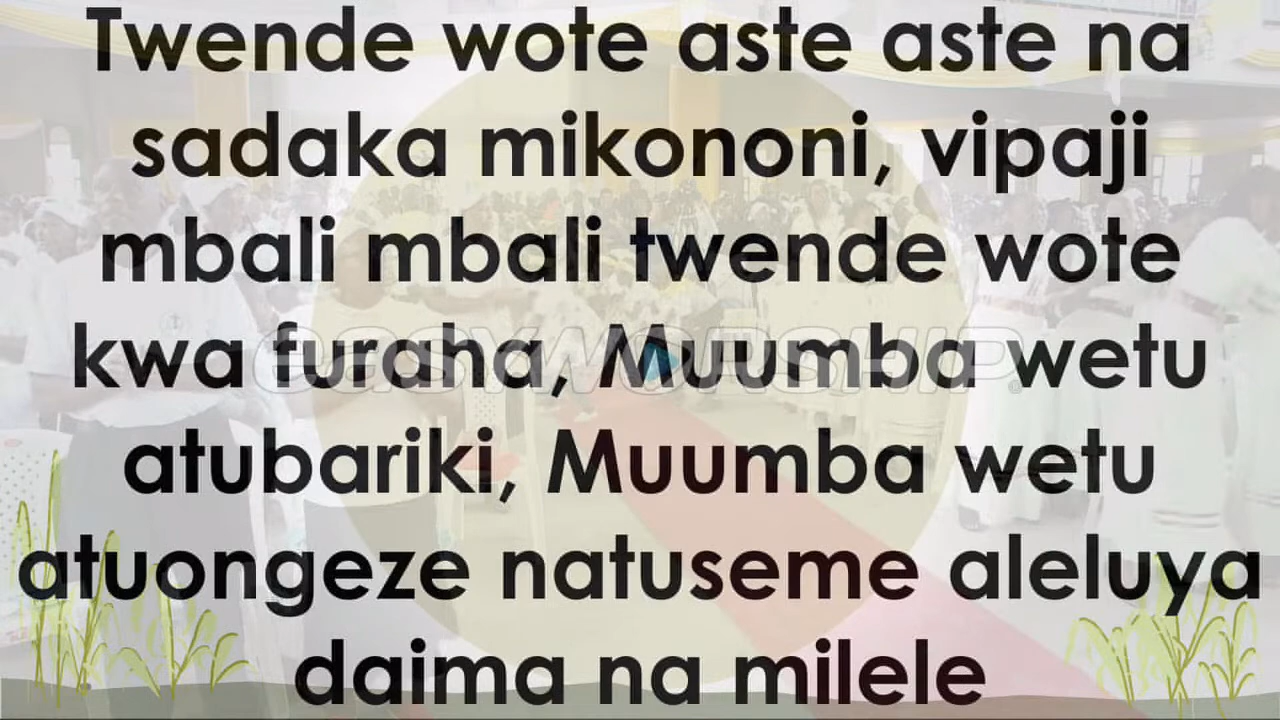 Twende wote aste aste na
sadaka mikononi, vipaji
mbali mbali twende wote
kwa furaha, Muumba wetu
easyworship
atubariki, Muumba wetu
atuongeze natuseme aleluya
daima na milele